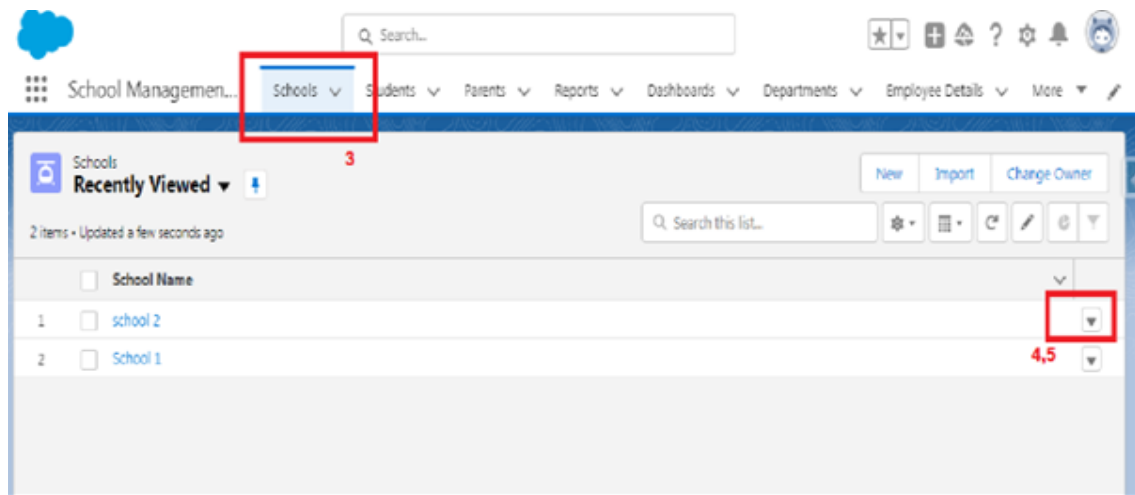 Search...
School Managemen... Schools Students Parents Reports Dashboards Departments Employee Details More
3
Schools
Recently Viewed
New Import Change Owner
2 items • Updated a few seconds ago
Search this list...
School Name
1 school 2
2 School 1
4,5